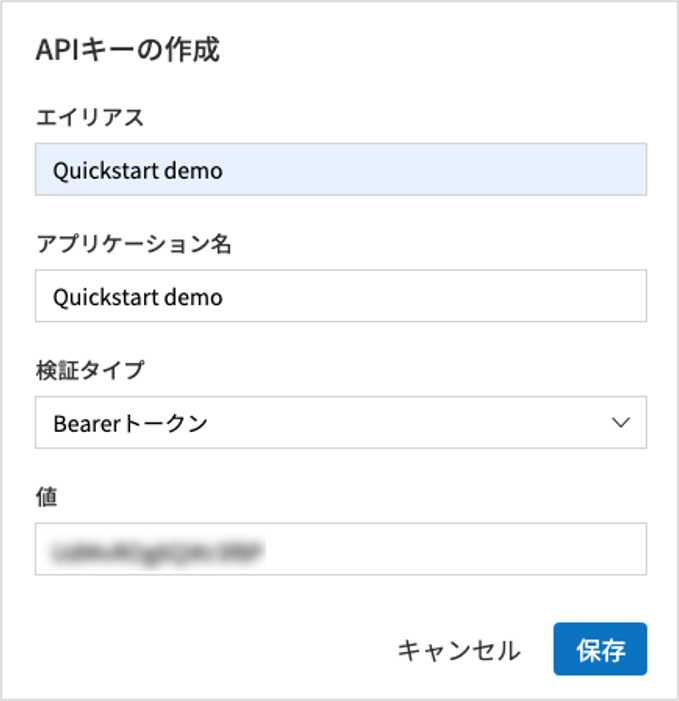 APIキーの作成
エイリアス
Quickstart demo
アプリケーション名
Quickstart demo
検証タイプ
Bearerトークン
値
キャンセル 保存